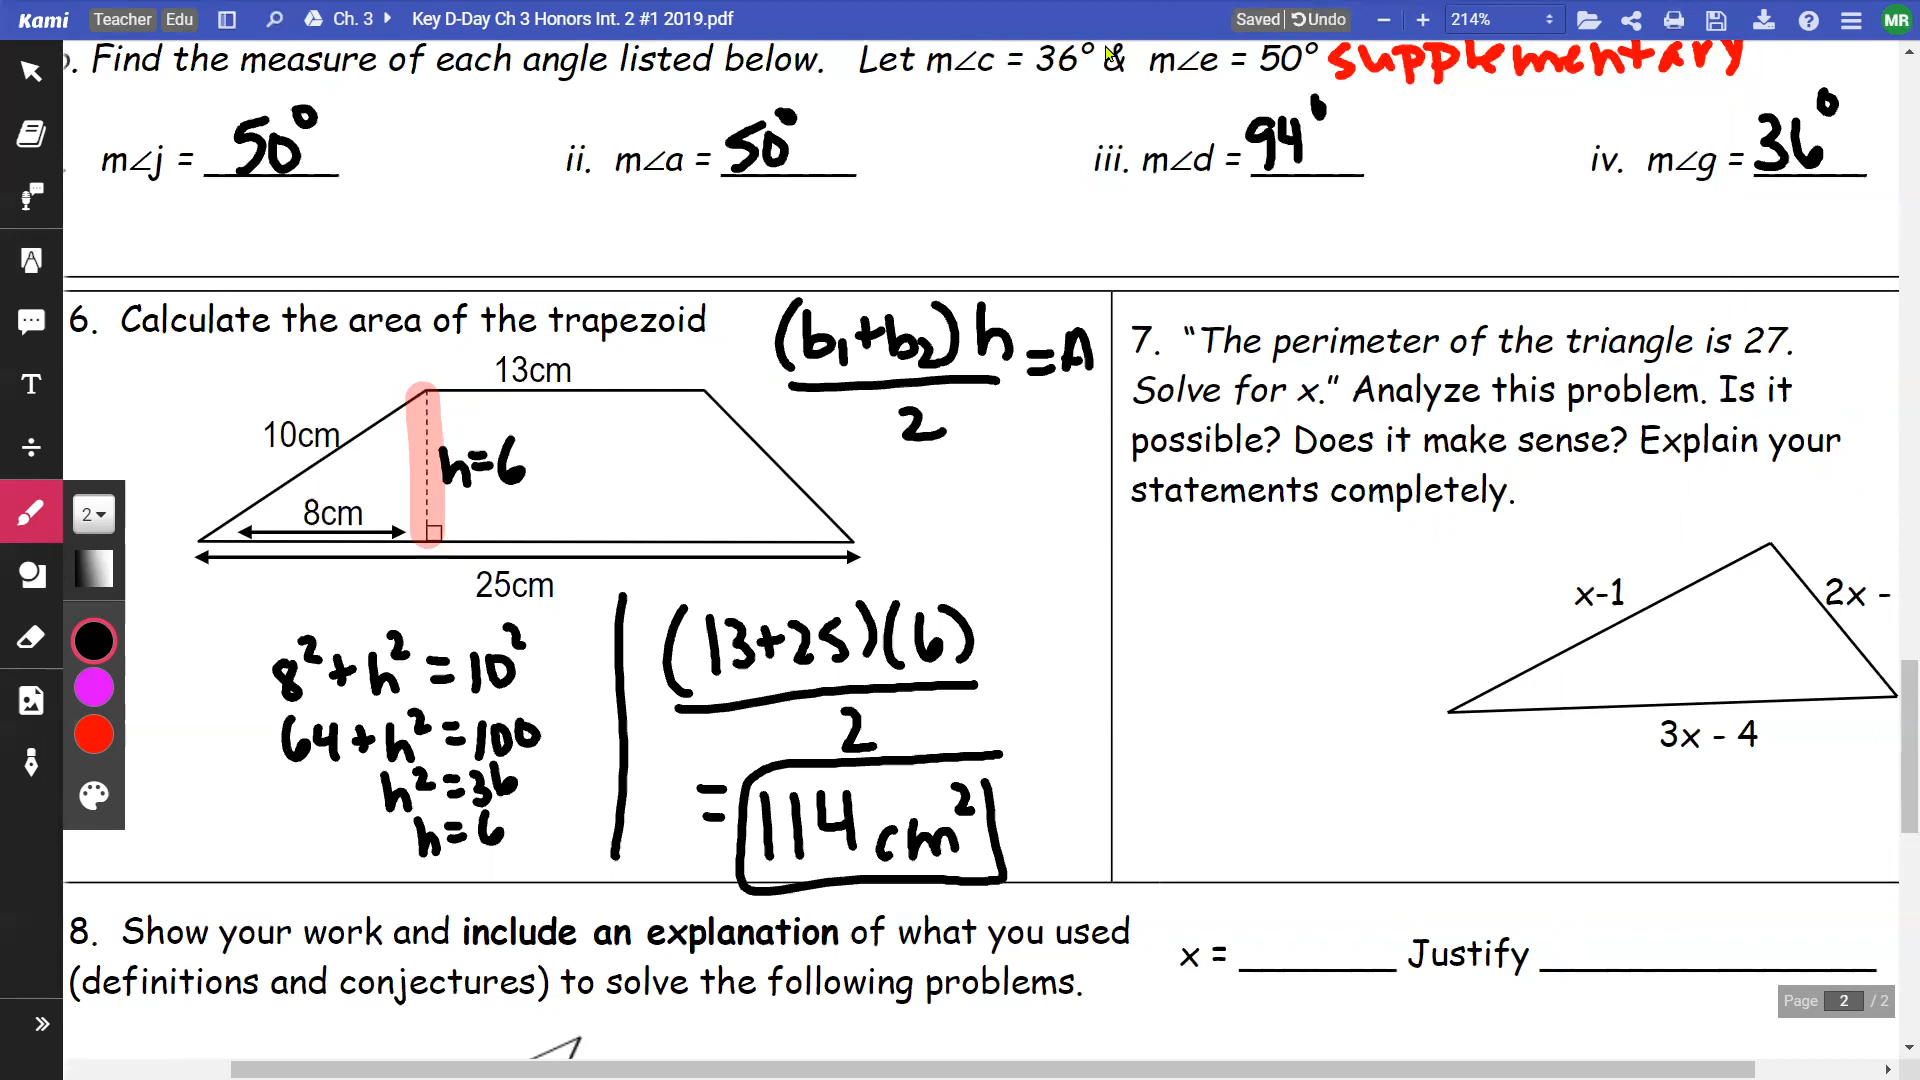 Kami Teacher Edu Ch. 3 Key D-Day Ch 3 Honors Int. 2 #1 2019.pdf Saved Undo 214% MR
. Find the measure of each angle listed below. Let m∠c = 36° & m∠e = 50° supplementary
m∠j = 50° ii. m∠a = 50° iii. m∠d = 94° iv. m∠g = 36°
6. Calculate the area of the trapezoid
(b₁+b₂)h = A
2
13cm
10cm
h=6
8cm
25cm
8² + h² = 10²
64 + h² = 100
h² = 36
h = 6
(13+25)(6)
2
= 114 cm²
7. “The perimeter of the triangle is 27.
Solve for x.” Analyze this problem. Is it
possible? Does it make sense? Explain your
statements completely.
x-1
2x -
3x - 4
8. Show your work and include an explanation of what you used
(definitions and conjectures) to solve the following problems.
x = ________ Justify ________________
Page 2 / 2
T
2